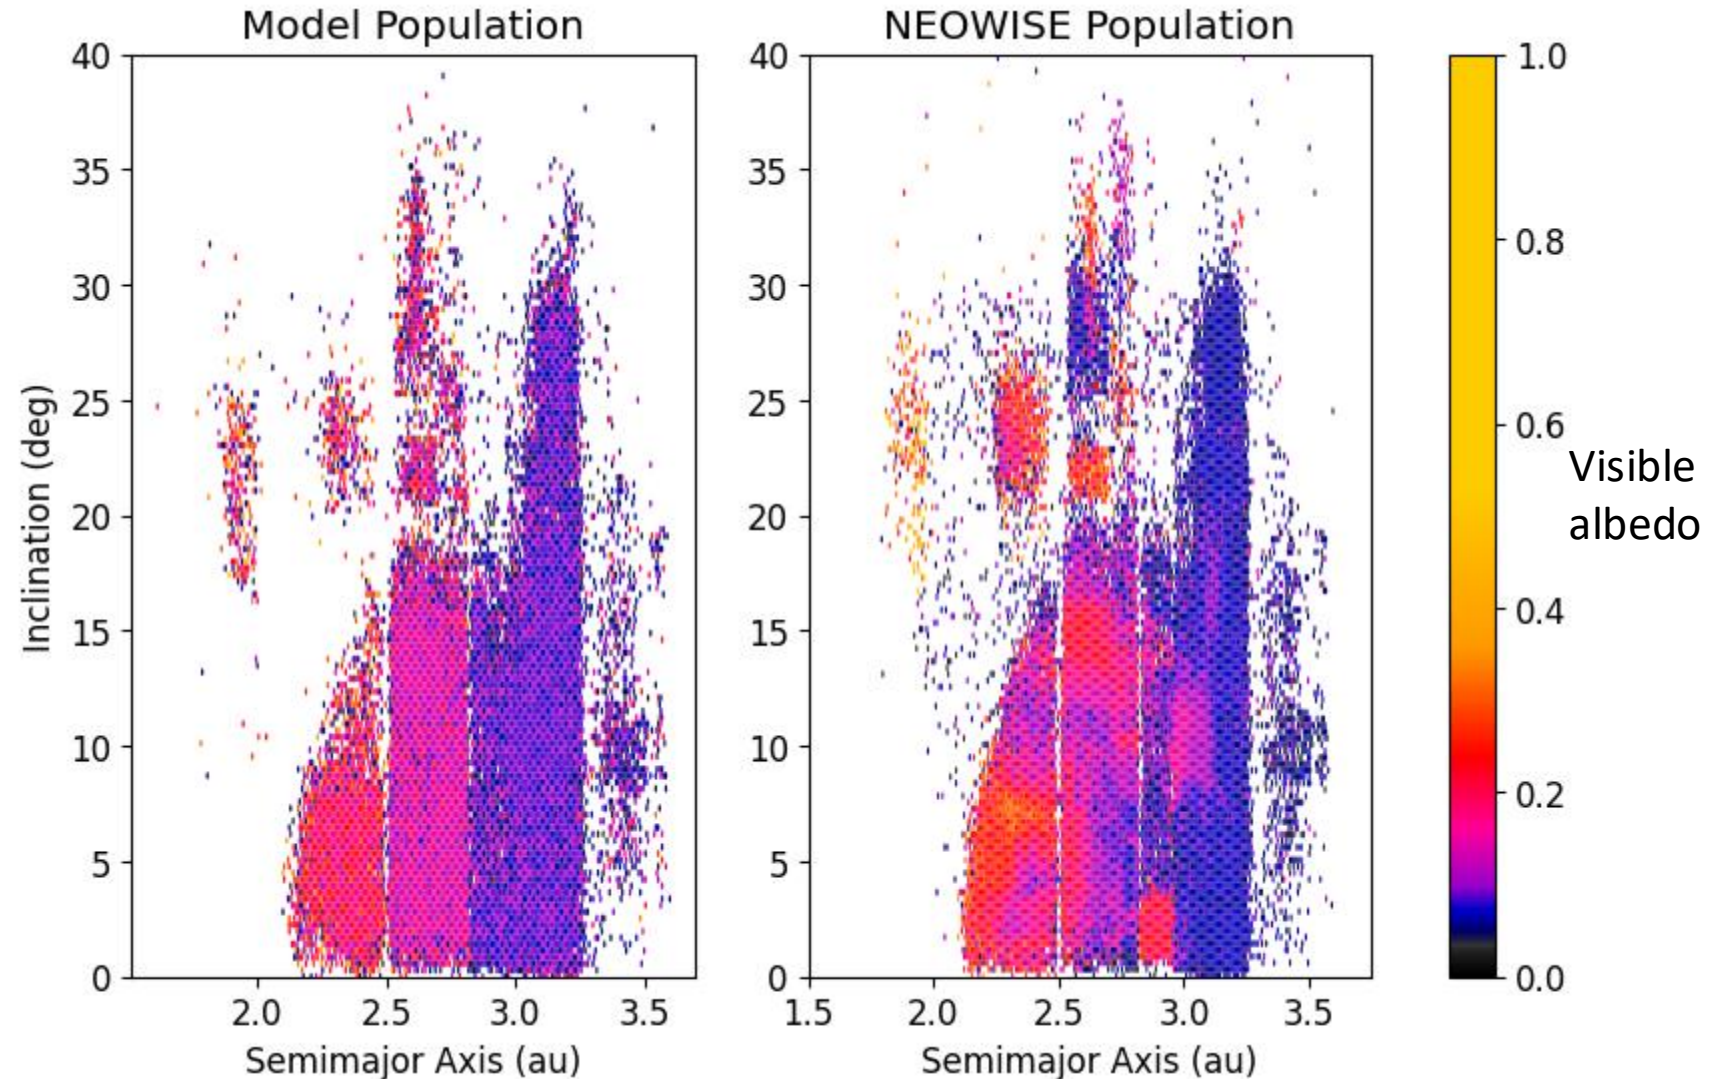 Model Population
NEOWISE Population
40
35
30
25
20
15
10
5
0
Inclination (deg)
2.0 2.5 3.0 3.5
Semimajor Axis (au)
40
35
30
25
20
15
10
5
0
1.5 2.0 2.5 3.0 3.5
Semimajor Axis (au)
1.0
0.8
0.6
0.4
0.2
0.0
Visible
albedo